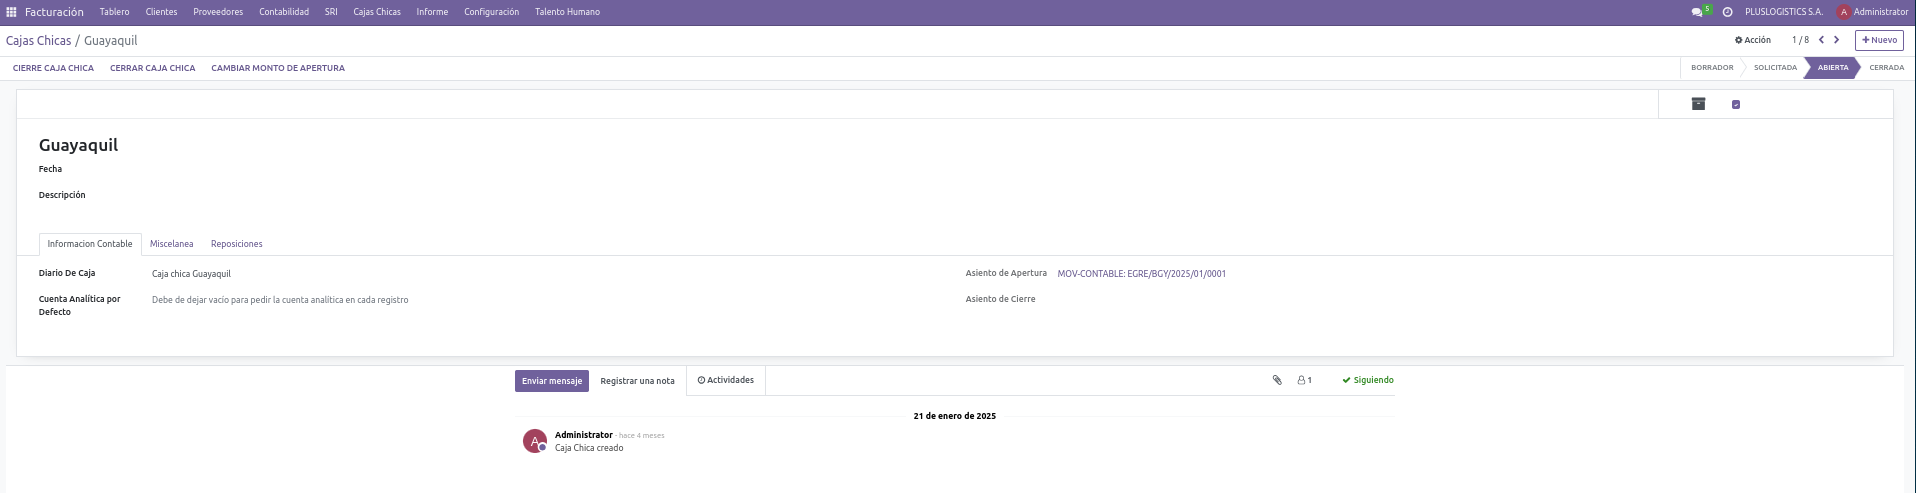 Facturación Tablero Clientes Proveedores Contabilidad SRI Cajas Chicas Informe Configuración Talento Humano 5 PLUSLOGISTICS S.A. A Administrator
Cajas Chicas / Guayaquil Acción 1 / 8 + Nuevo
CIERRE CAJA CHICA CERRAR CAJA CHICA CAMBIAR MONTO DE APERTURA BORRADOR SOLICITADA ABIERTA CERRADA
Guayaquil
Fecha
Descripción
Informacion Contable Miscelanea Reposiciones
Diario De Caja Caja chica Guayaquil Asiento de Apertura MOV-CONTABLE: EGRE/BGY/2025/01/0001
Cuenta Analítica por Debe de dejar vacío para pedir la cuenta analítica en cada registro Asiento de Cierre
Defecto
Enviar mensaje Registrar una nota Actividades 1 Siguiendo
21 de enero de 2025
A Administrator - hace 4 meses
Caja Chica creado